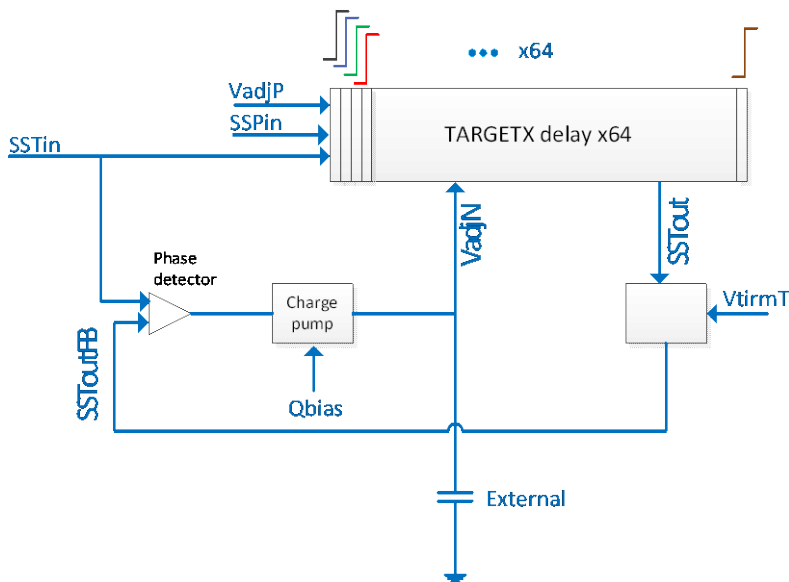 ••• x64
VadjP
SSPin
SSTin
TARGETX delay x64
VadjN
SSTout
Phase
detector
Charge
pump
VtirmT
SSToutFB
Qbias
External